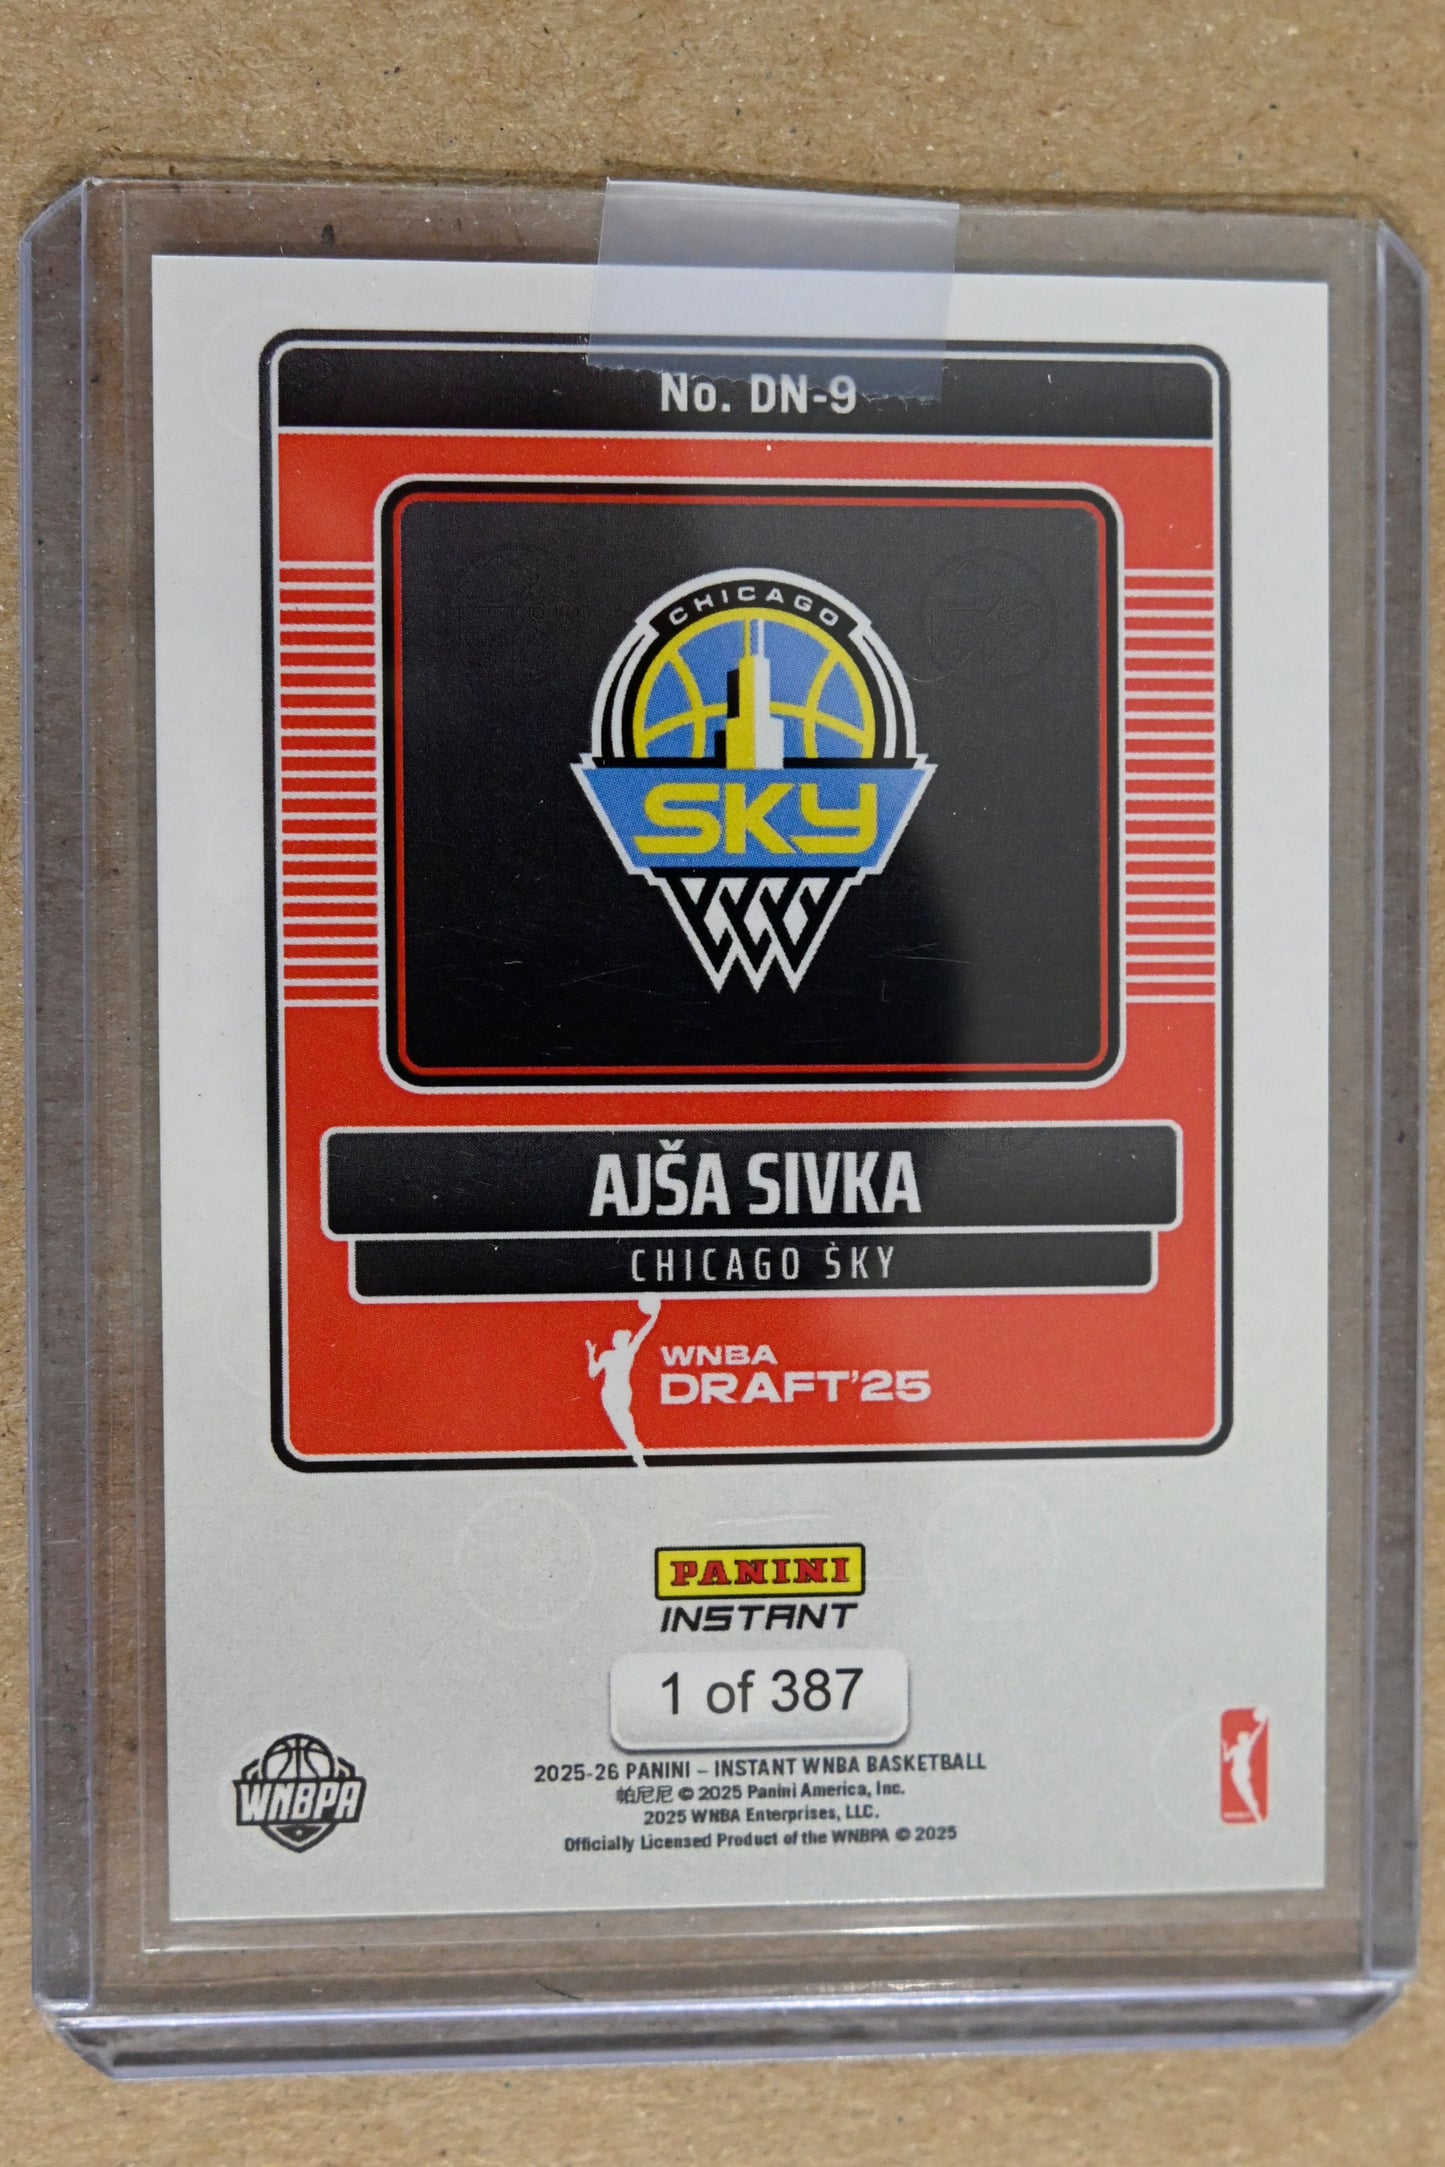 No. DN-9
CHICAGO
SKY
AJŠA SIVKA
CHICAGO SKY
WNBA
DRAFT'25
PANINI
INSTANT
1 of 387
WNBPA
2025-26 PANINI – INSTANT WNBA BASKETBALL
帕尼尼 © 2025 Panini America, Inc.
2025 WNBA Enterprises, LLC.
Officially Licensed Product of the WNBPA © 2025